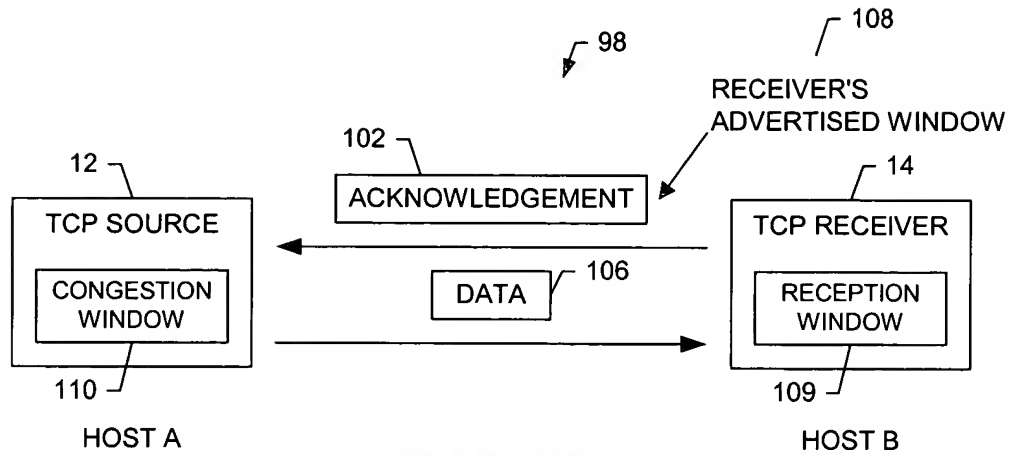 98
108
RECEIVER'S
ADVERTISED WINDOW
102
ACKNOWLEDGEMENT
12
TCP SOURCE
CONGESTION
WINDOW
110
HOST A
DATA
106
14
TCP RECEIVER
RECEPTION
WINDOW
109
HOST B